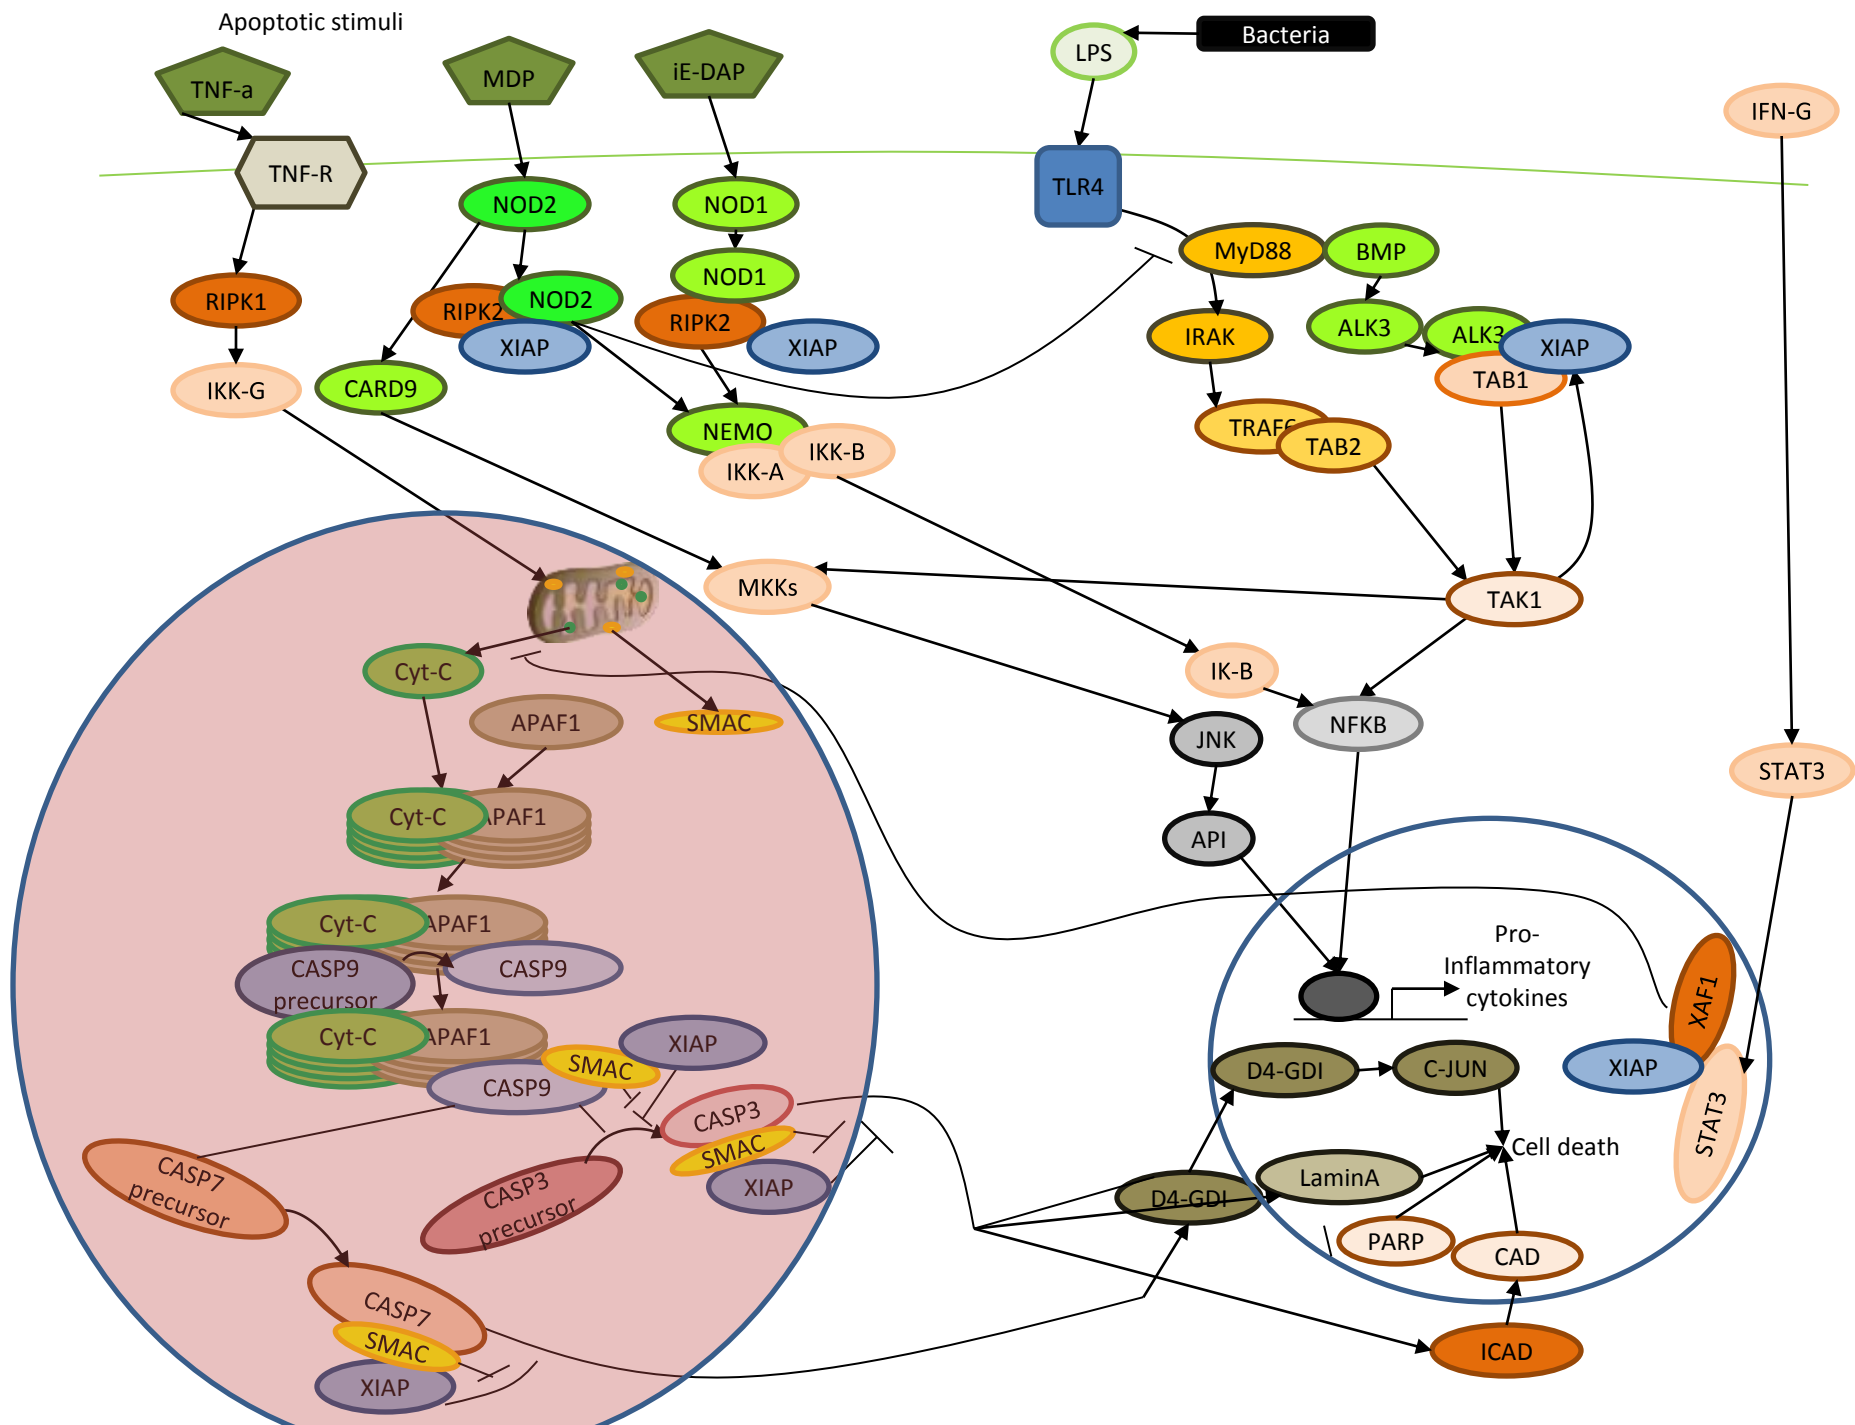 Apoptotic stimuli
Bacteria
LPS
TNF-a
MDP
iE-DAP
IFN-G
TNF-R
TLR4
NOD2
NOD1
MyD88
BMP
NOD1
RIPK1
RIPK2
NOD2
RIPK2
XIAP
XIAP
IRAK
ALK3
ALK3
XIAP
TAB1
IKK-G
CARD9
NEMO
IKK-B
IKK-A
TRAF6
TAB2
MKKs
TAK1
Cyt-C
APAF1
SMAC
IK-B
NFKB
JNK
STAT3
Cyt-C
APAF1
API
Cyt-C
APAF1
CASP9
precursor
CASP9
Pro-
Inflammatory
cytokines
XAF1
Cyt-C
APAF1
XIAP
SMAC
CASP9
D4-GDI
C-JUN
XIAP
STAT3
CASP3
SMAC
XIAP
Cell death
CASP7
precursor
CASP3
precursor
D4-GDI
LaminA
PARP
CAD
CASP7
SMAC
XIAP
ICAD